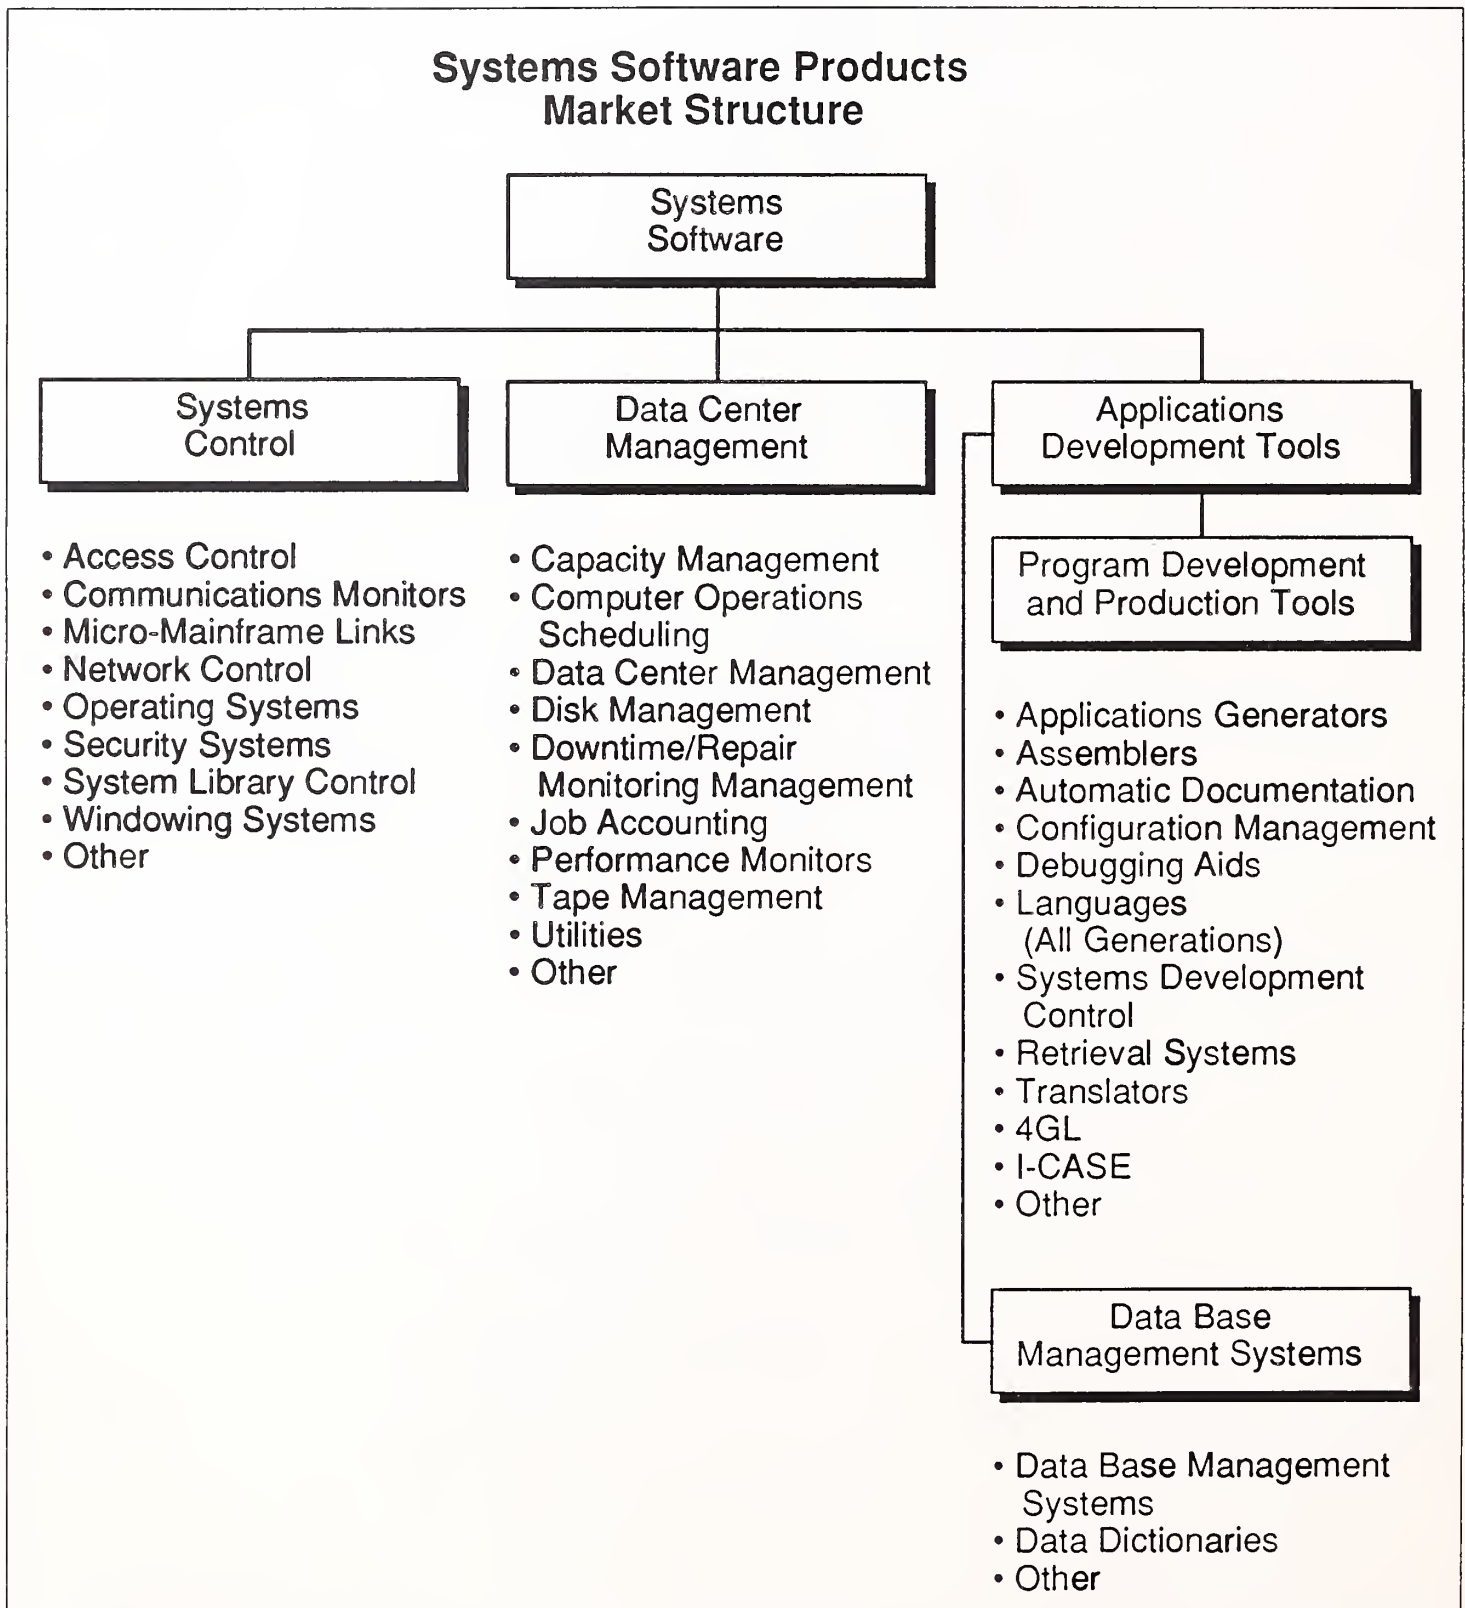 Systems Software Products
Market Structure
Systems
Software
Systems
Control
• Access Control
• Communications Monitors
• Micro-Mainframe Links
• Network Control
• Operating Systems
• Security Systems
• System Library Control
• Windowing Systems
• Other
Data Center
Management
• Capacity Management
• Computer Operations
Scheduling
• Data Center Management
• Disk Management
• Downtime/Repair
Monitoring Management
• Job Accounting
• Performance Monitors
• Tape Management
• Utilities
• Other
Applications
Development Tools
Program Development
and Production Tools
• Applications Generators
• Assemblers
• Automatic Documentation
• Configuration Management
• Debugging Aids
• Languages
(All Generations)
• Systems Development
Control
• Retrieval Systems
• Translators
• 4GL
• I-CASE
• Other
Data Base
Management Systems
• Data Base Management
Systems
• Data Dictionaries
• Other